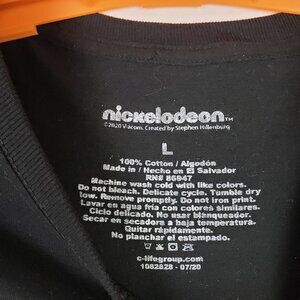 nickelodeon™
©2020 Viacom. Created by Stephen Hillenburg
L
100% Cotton / Algodón
Made in / Hecho en El Salvador
RN# 86947
Machine wash cold with like colors.
Do not bleach. Delicate cycle. Tumble dry
low. Remove promptly. Do not iron print.
Lavar en agua fría con colores similares.
Ciclo delicado. No usar blanqueador.
Secar en secadora a baja temperatura.
Quitar rápidamente.
No planchar el estampado.
c-lifegroup.com
1082828 - 07/20